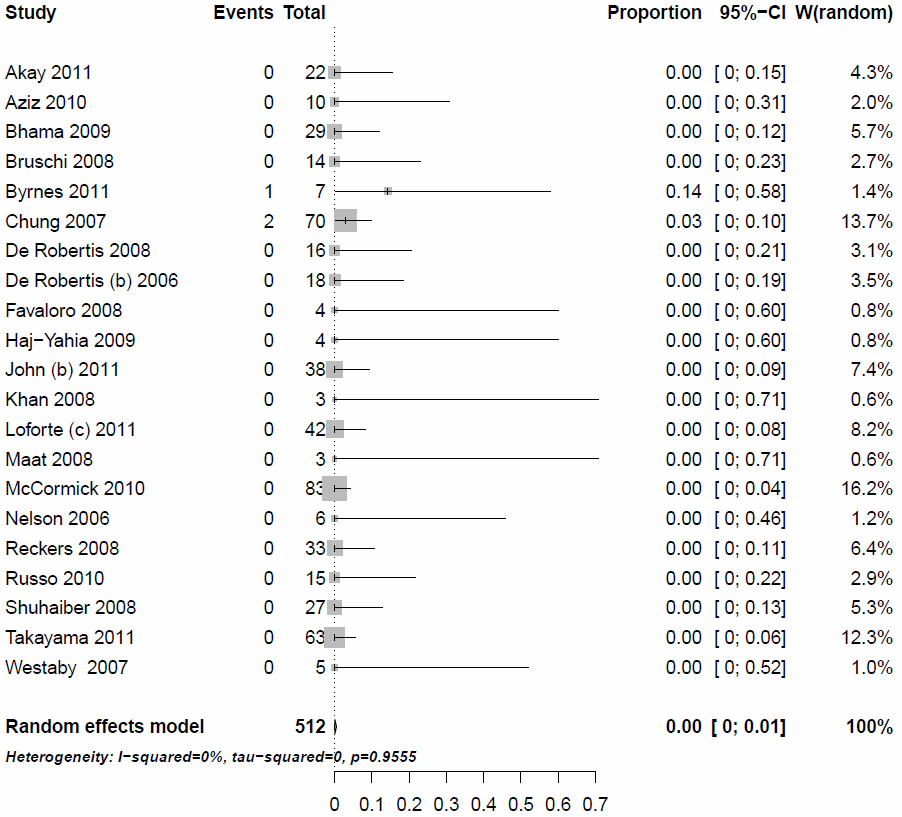 Study Events Total Proportion 95%−CI W(random)
Akay 2011 0 22 0.00 [ 0; 0.15] 4.3%
Aziz 2010 0 10 0.00 [ 0; 0.31] 2.0%
Bhama 2009 0 29 0.00 [ 0; 0.12] 5.7%
Bruschi 2008 0 14 0.00 [ 0; 0.23] 2.7%
Byrnes 2011 1 7 0.14 [ 0; 0.58] 1.4%
Chung 2007 2 70 0.03 [ 0; 0.10] 13.7%
De Robertis 2008 0 16 0.00 [ 0; 0.21] 3.1%
De Robertis (b) 2006 0 18 0.00 [ 0; 0.19] 3.5%
Favaloro 2008 0 4 0.00 [ 0; 0.60] 0.8%
Haj−Yahia 2009 0 4 0.00 [ 0; 0.60] 0.8%
John (b) 2011 0 38 0.00 [ 0; 0.09] 7.4%
Khan 2008 0 3 0.00 [ 0; 0.71] 0.6%
Loforte (c) 2011 0 42 0.00 [ 0; 0.08] 8.2%
Maat 2008 0 3 0.00 [ 0; 0.71] 0.6%
McCormick 2010 0 83 0.00 [ 0; 0.04] 16.2%
Nelson 2006 0 6 0.00 [ 0; 0.46] 1.2%
Reckers 2008 0 33 0.00 [ 0; 0.11] 6.4%
Russo 2010 0 15 0.00 [ 0; 0.22] 2.9%
Shuhaiber 2008 0 27 0.00 [ 0; 0.13] 5.3%
Takayama 2011 0 63 0.00 [ 0; 0.06] 12.3%
Westaby 2007 0 5 0.00 [ 0; 0.52] 1.0%
Random effects model 512 0.00 [ 0; 0.01] 100%
Heterogeneity: I−squared=0%, tau−squared=0, p=0.9555
0 0.1 0.2 0.3 0.4 0.5 0.6 0.7